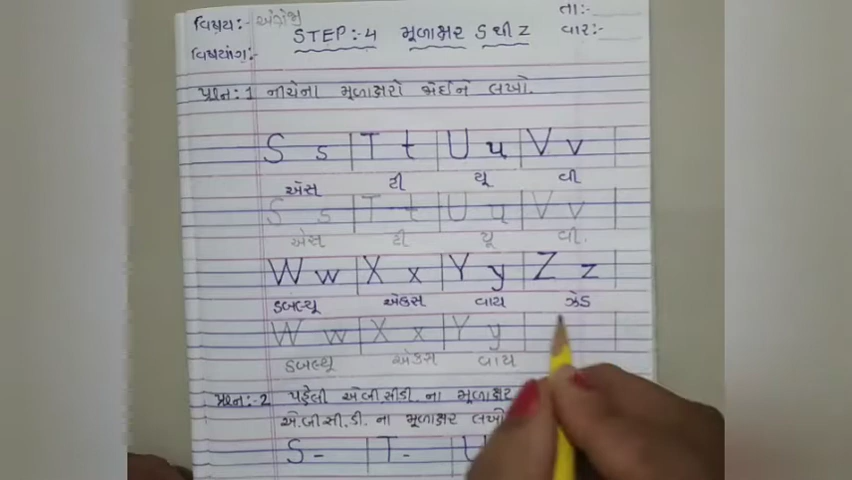 વિષય:- અંગ્રેજી
તા:-
STEP:-4 મૂળાક્ષર S થી Z
વાર:-
વિષયાંગ:-
પ્રશ્ન:1 નીચેના મૂળાક્ષરો જોઈને લખો.
S s T t U u V v
એસ ટી યૂ વી
S s T t U u V v
એસ ટી યૂ વી.
W w X x Y y Z z
ડબલ્યૂ એક્સ વાય ઝેડ
W w X x Y y
ડબલ્યૂ એક્સ વાય
પ્રશ્ન:-2 પહેલી એ.બી.સી.ડી. ના મૂળાક્ષર
એ.બી.સી.ડી. ના મૂળાક્ષર લખો
S - T - U